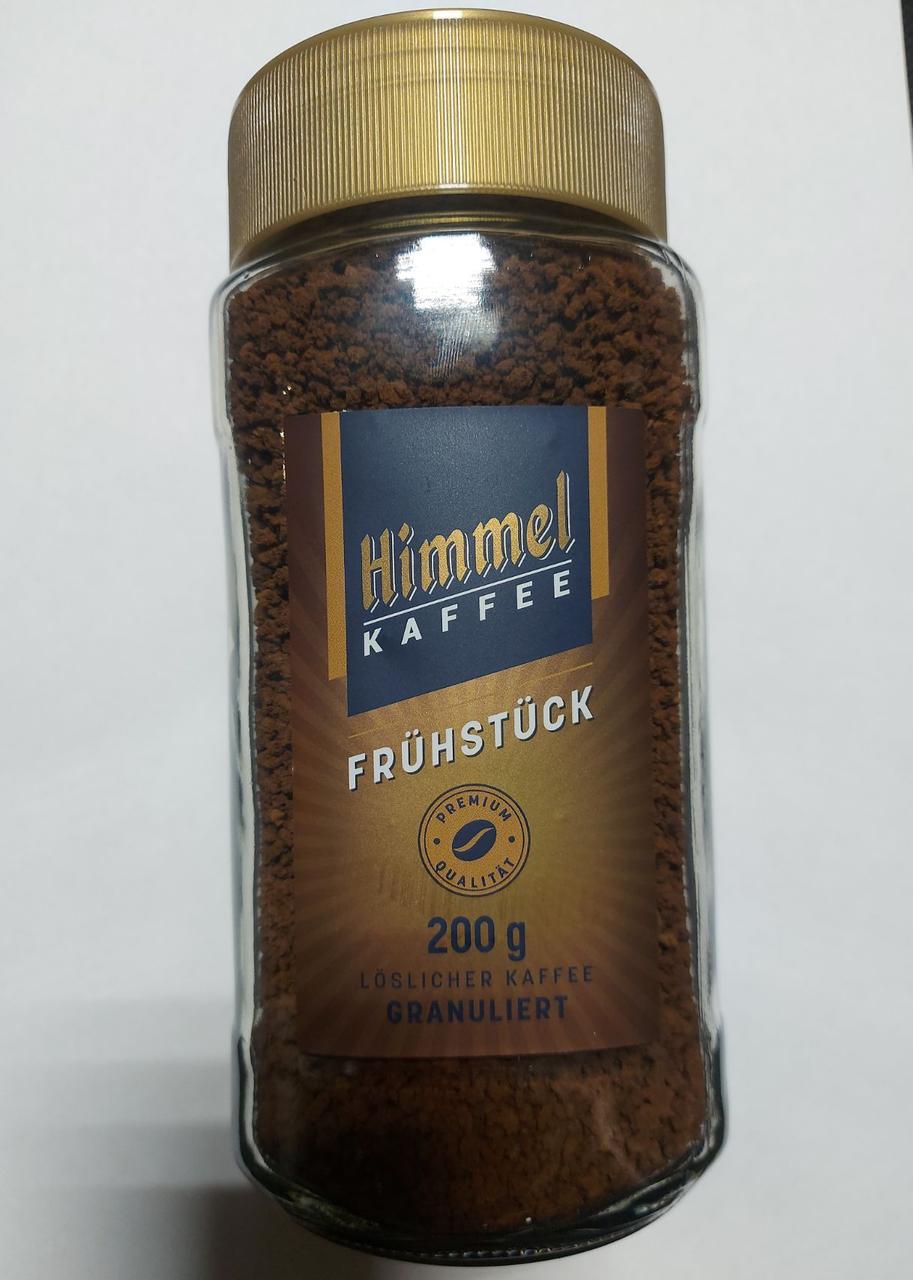 Himmel
KAFFEE
FRÜHSTÜCK
PREMIUM
QUALITÄT
200 g
LÖSLICHER KAFFEE
GRANULIERT